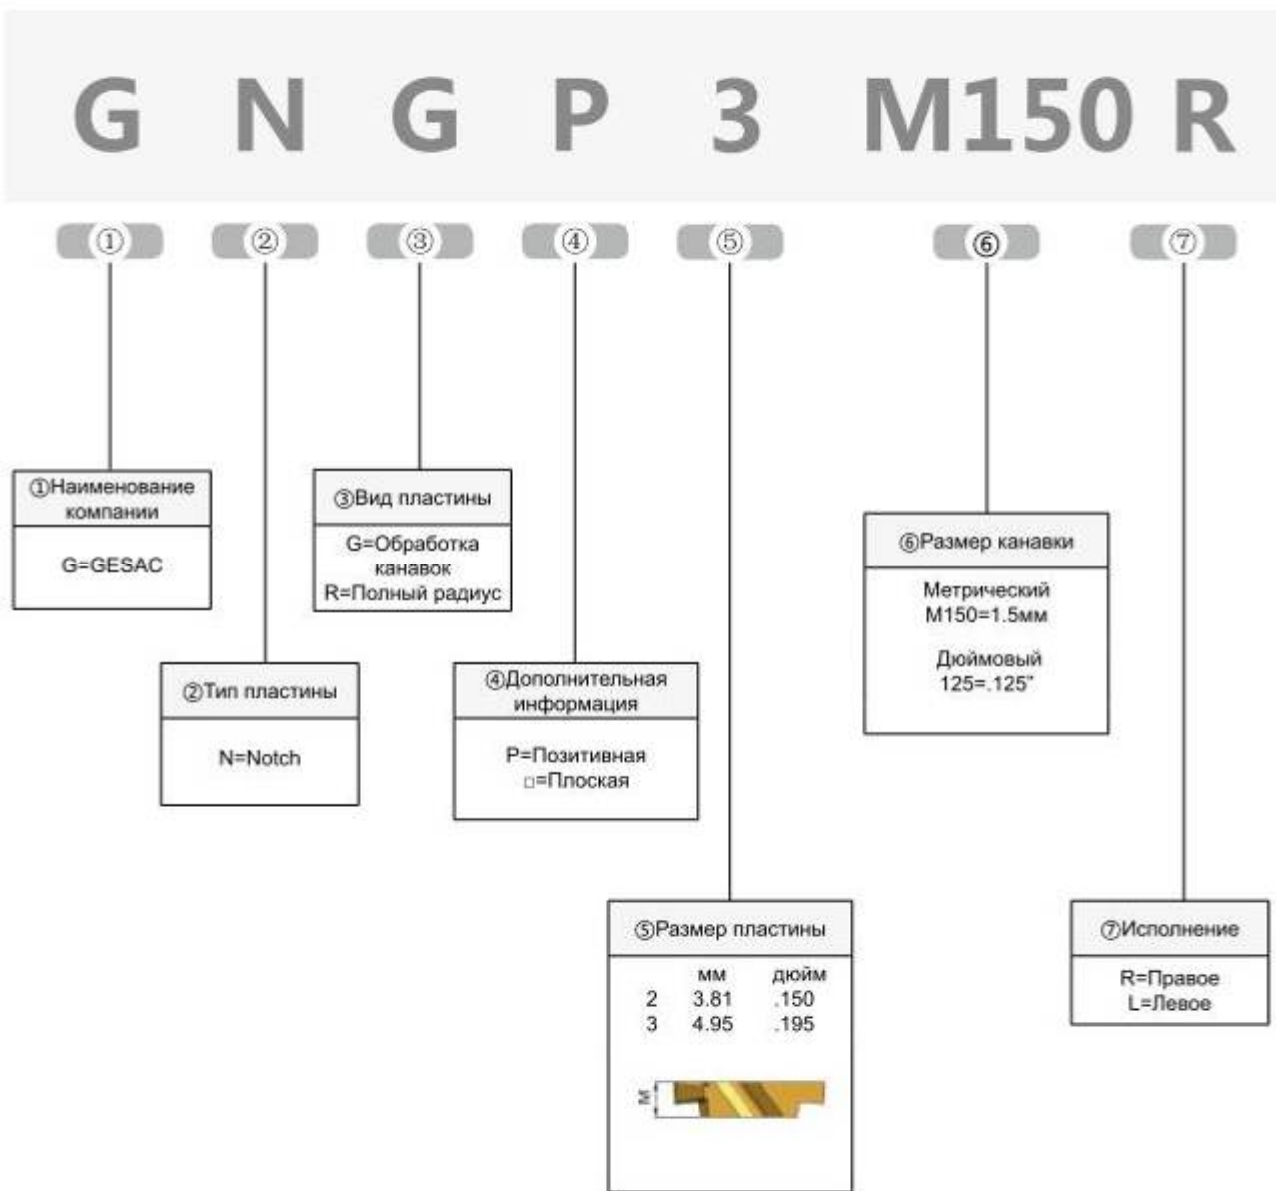 G N G P 3 M150 R
① ② ③ ④ ⑤ ⑥ ⑦
①Наименование
компании
G=GESAC
②Тип пластины
N=Notch
③Вид пластины
G=Обработка
канавок
R=Полный радиус
④Дополнительная
информация
P=Позитивная
□=Плоская
⑤Размер пластины
мм дюйм
2 3.81 .150
3 4.95 .195
M
⑥Размер канавки
Метрический
M150=1.5мм
Дюймовый
125=.125"
⑦Исполнение
R=Правое
L=Левое